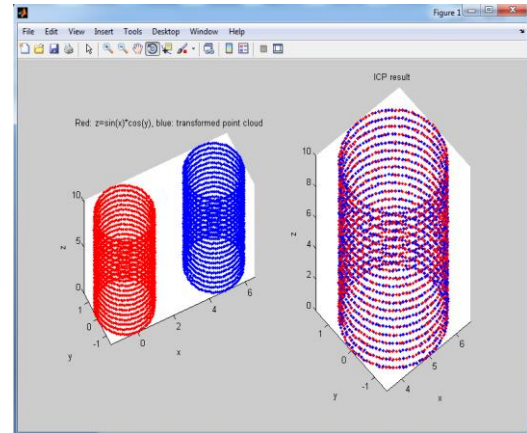 Figure 1
File Edit View Insert Tools Desktop Window Help
Red: z=sin(x)*cos(y), blue: transformed point cloud
10
5
0
z
1
0
-1
y
0
2
4
6
x
ICP result
10
8
6
4
2
0
z
1
0
-1
y
4
5
6
x